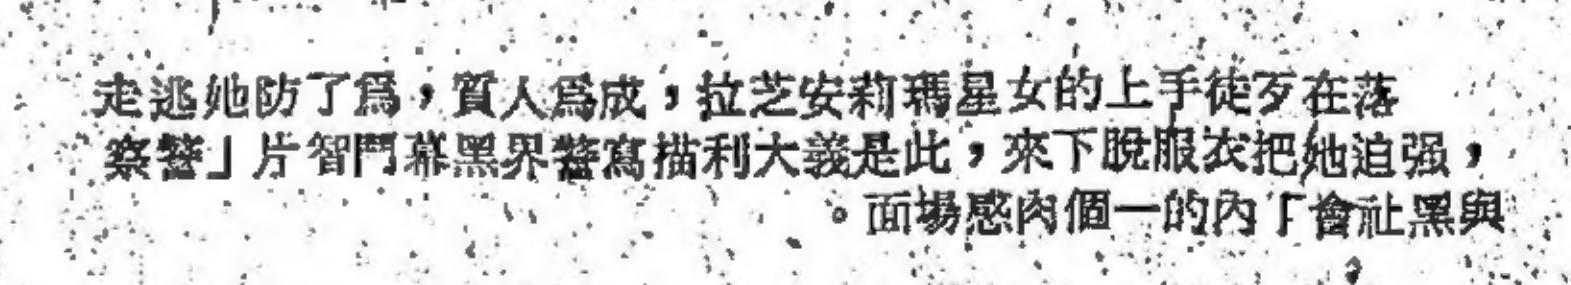 落在歹徒手上的女星瑪莉安芝拉，成爲人質，爲了防她逃走
，强迫她把衣服脫下來，此是義大利描寫警界黑幕鬥智片「警察
與黑社會」內的一個肉感場面。